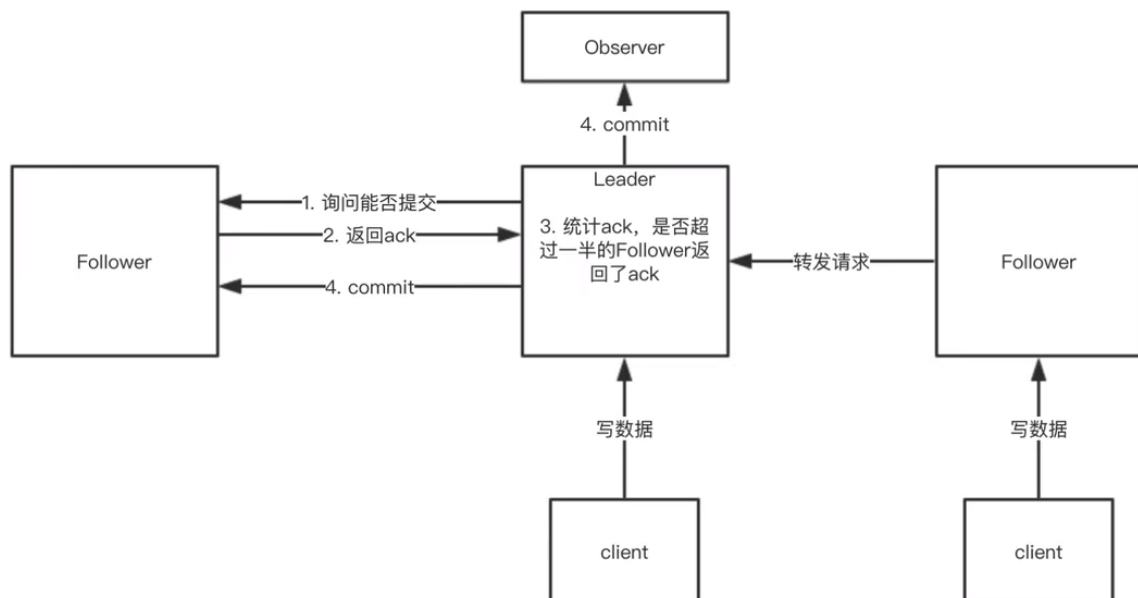 Observer
4. commit
Leader
1. 询问能否提交
2. 返回ack
3. 统计ack，是否超
过一半的Follower返
回了ack
Follower
转发请求
Follower
4. commit
写数据
写数据
client
client